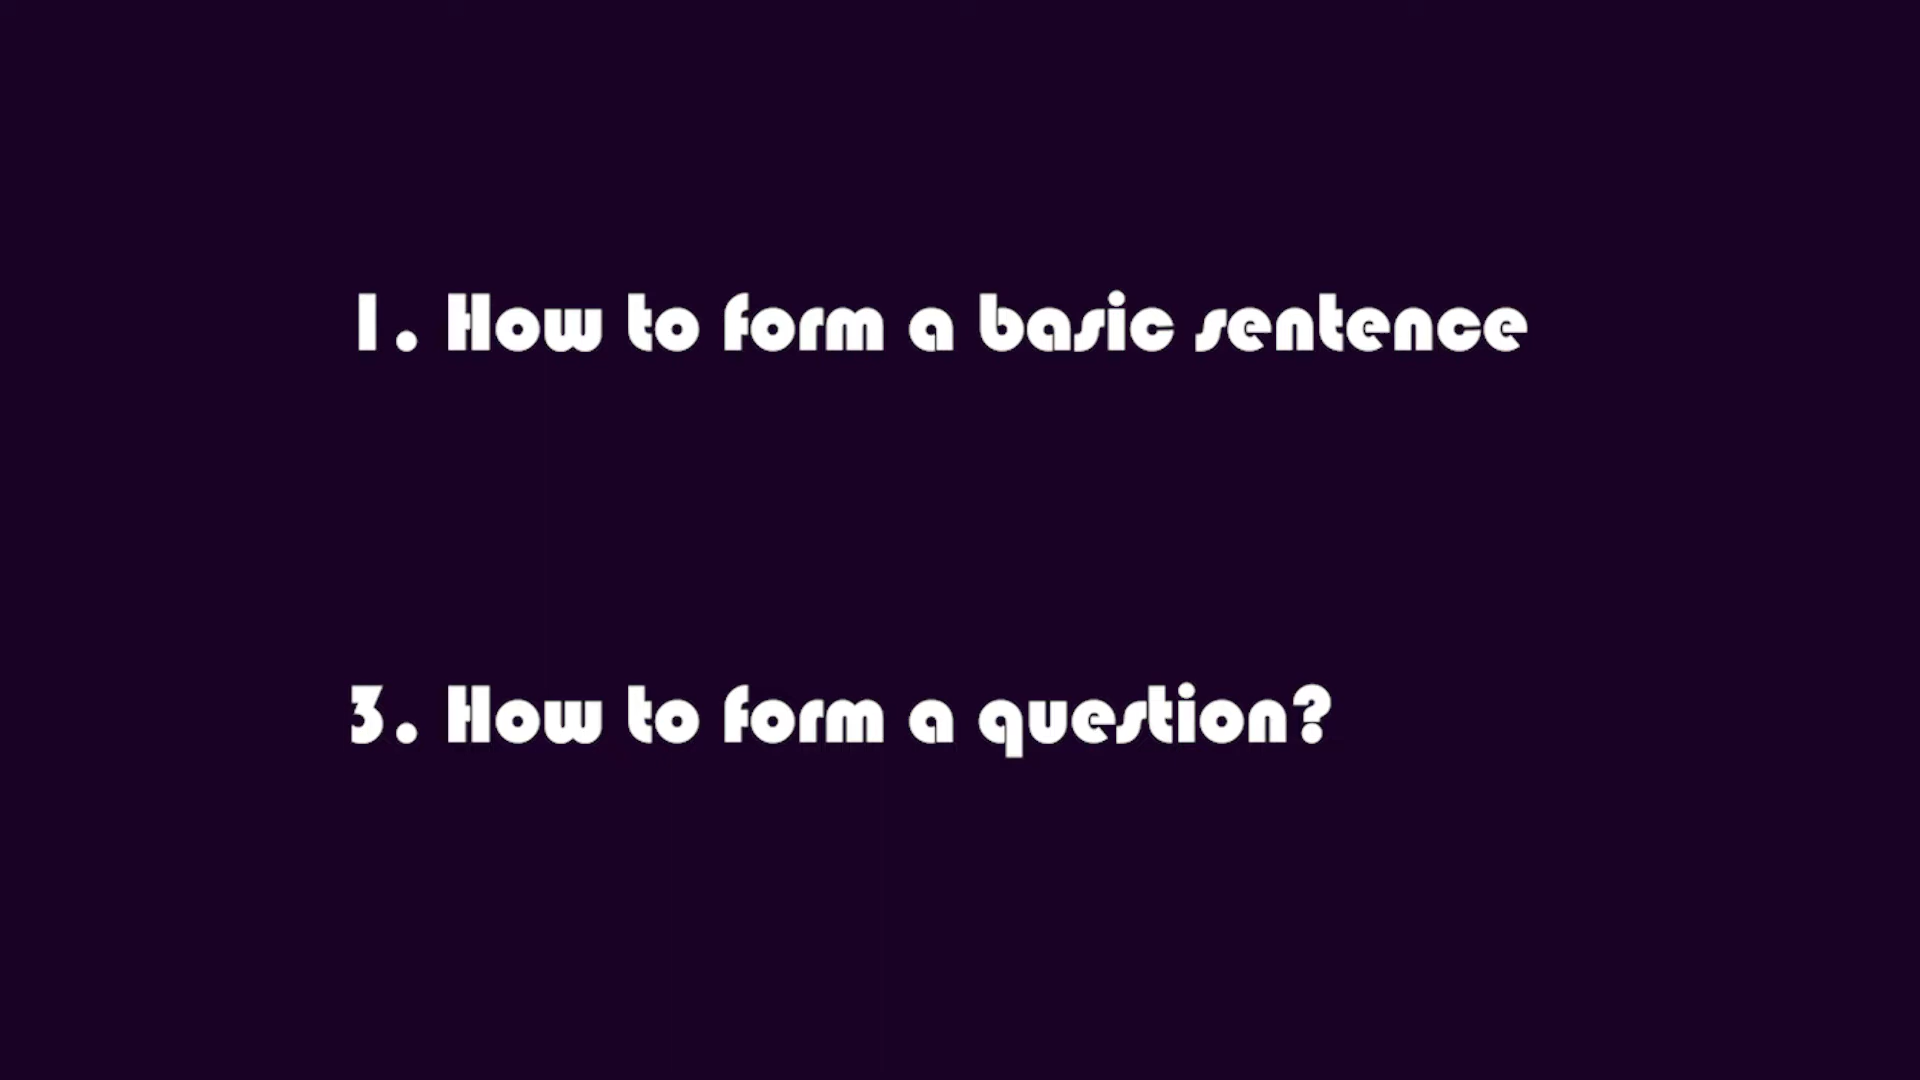 1. How to form a basic sentence
3. How to form a question?